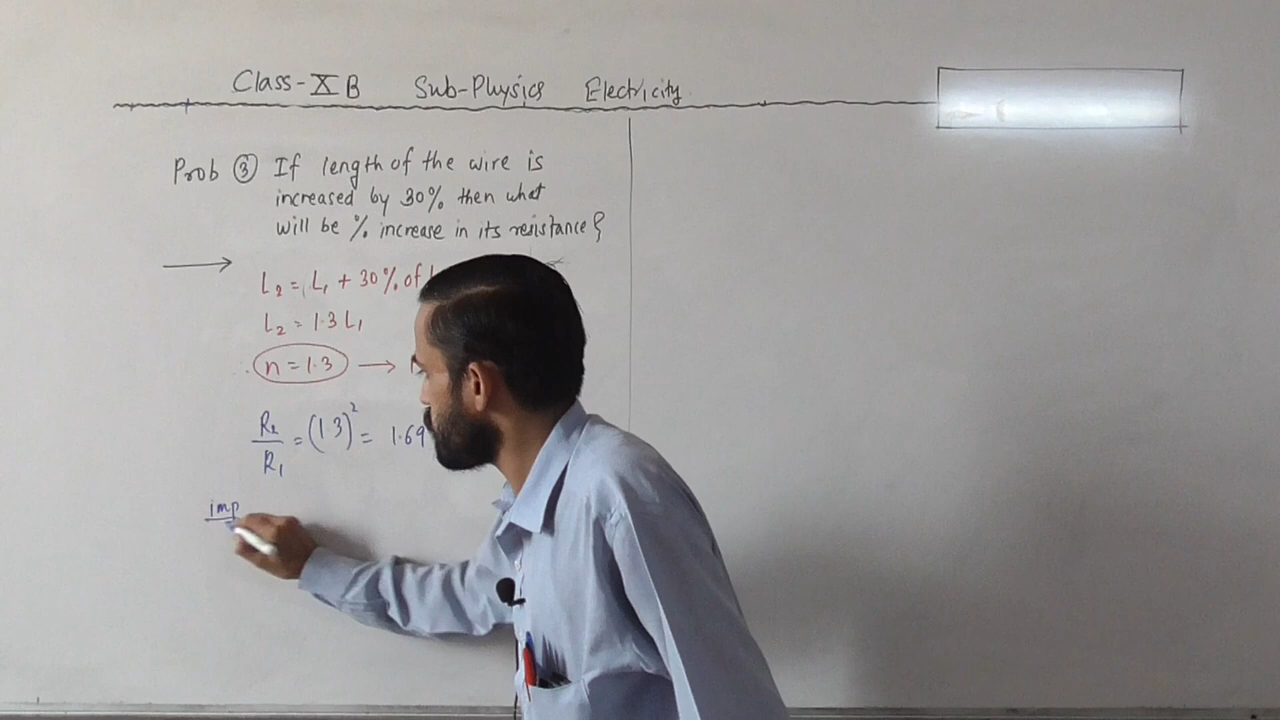 Class-X B Sub-Physics Electricity
Prob ③ If length of the wire is
increased by 30% then what
will be % increase in its resistance?
L₂ = L₁ + 30% of
L₂ = 1.3 L₁
n = 1.3 →
R₂/R₁ = (1.3)² = 1.69
imp